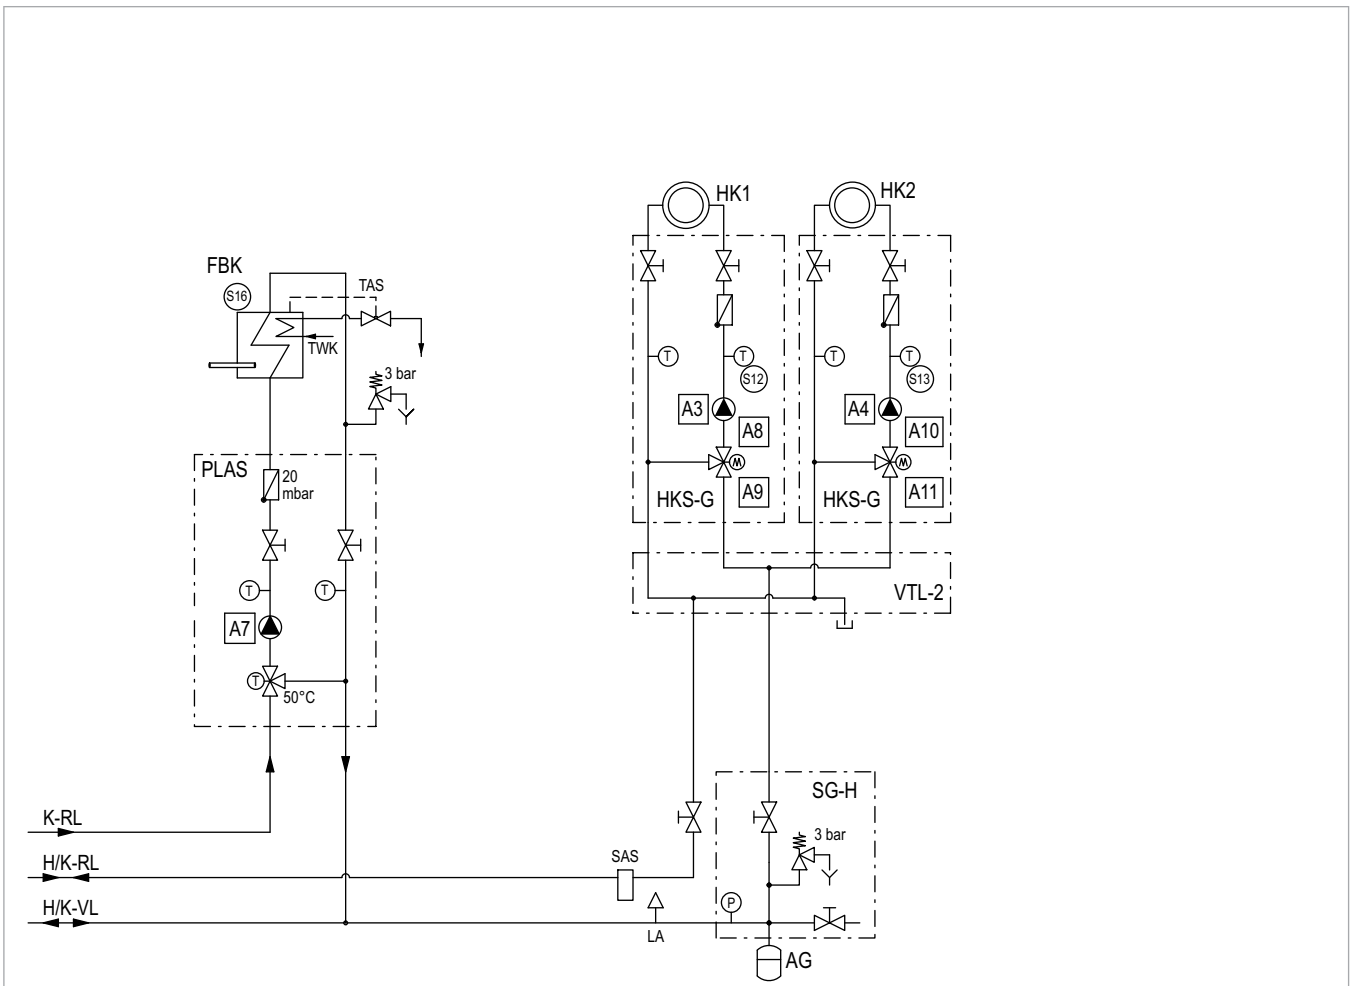 HK1
HK2
FBK
S16
TAS
TWK
3 bar
T
T
T
T
S12
S13
A3
A8
A4
A10
M
M
HKS-G
A9
HKS-G
A11
PLAS
20
mbar
T
T
A7
T
50°C
VTL-2
SG-H
3 bar
K-RL
H/K-RL
SAS
H/K-VL
LA
P
AG